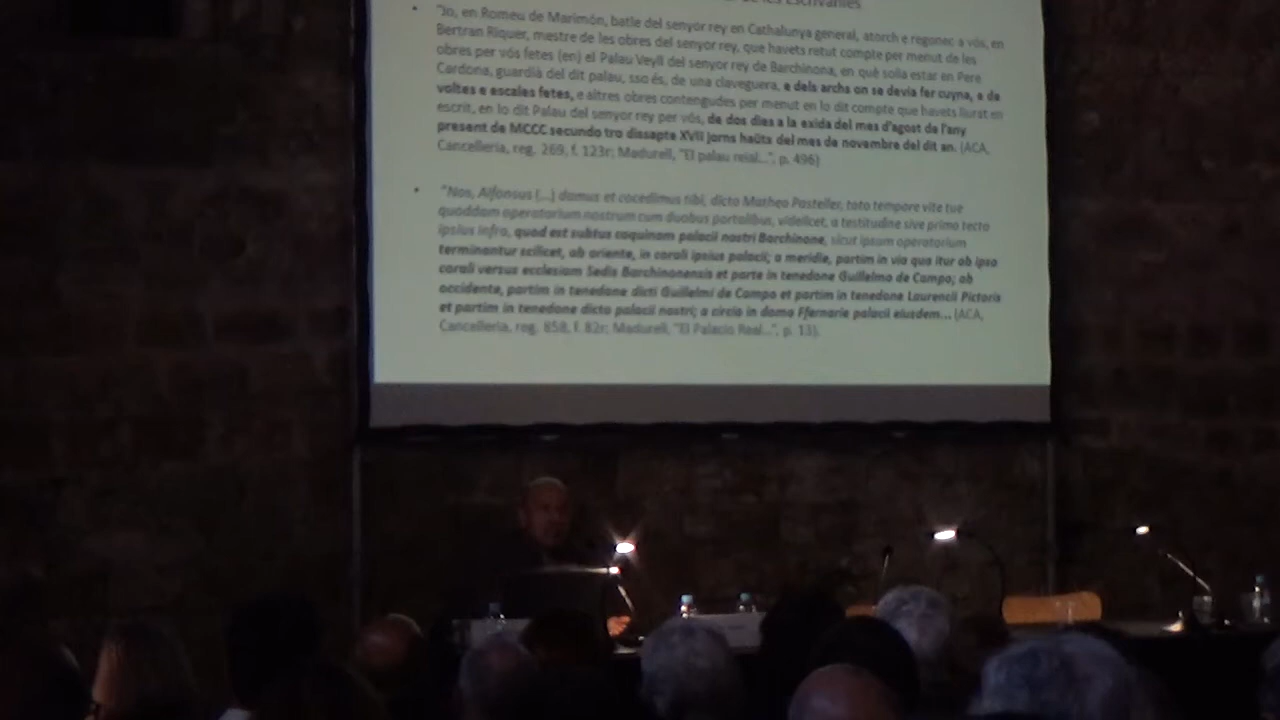 de les Escrivanies
• "Jo, en Romeu de Marimón, batle del senyor rey en Cathalunya general, atorch e regonec a vós, en
Bertran Riquer, mestre de les obres del senyor rey, que havets retut compte per menut de les
obres per vós fetes (en) el Palau Veyll del senyor rey de Barchinona, en què solia estar en Pere
Cardona, guardià del dit palau, sso és, de una claveguera, e dels archs on se devia fer cuyna, e de
voltes e escales fetes, e altres obres contengudes per menut en lo dit compte que havets liurat en
escrit, en lo dit Palau del senyor rey per vós, de dos dies a la exida del mes d'agost de l'any
present de MCCC secundo tro dissapte XVII jorns haüts del mes de novembre del dit an. (ACA,
Cancelleria, reg. 269, f. 123r; Madurell, "El palau reial...", p. 496)
• "Nos, Alfonsus (...) damus et cocedimus tibi, dicto Matheo Pasteller, toto tempore vite tue
quoddam operatorium nostrum cum duobus portalibus, videlicet, a testitudine sive primo tecto
ipsius infra, quod est subtus coquinam palacii nostri Barchinone, sicut ipsum operatorium
terminantur scilicet, ab oriente, in corali ipsius palacii; a meridie, partim in via qua itur ab ipso
corali versus ecclesiam Sedis Barchinonensis et parte in tenedone Guillelmo de Campo; ab
occidente, partim in tenedone dicti Guillelmi de Campo et partim in tenedone Laurencii Pictoris
et partim in tenedone dicto palacii nostri; a circio in domo Ffernarie palacii eiusdem... (ACA,
Cancelleria, reg. 858, f. 82r; Madurell, "El Palacio Real...", p. 13).